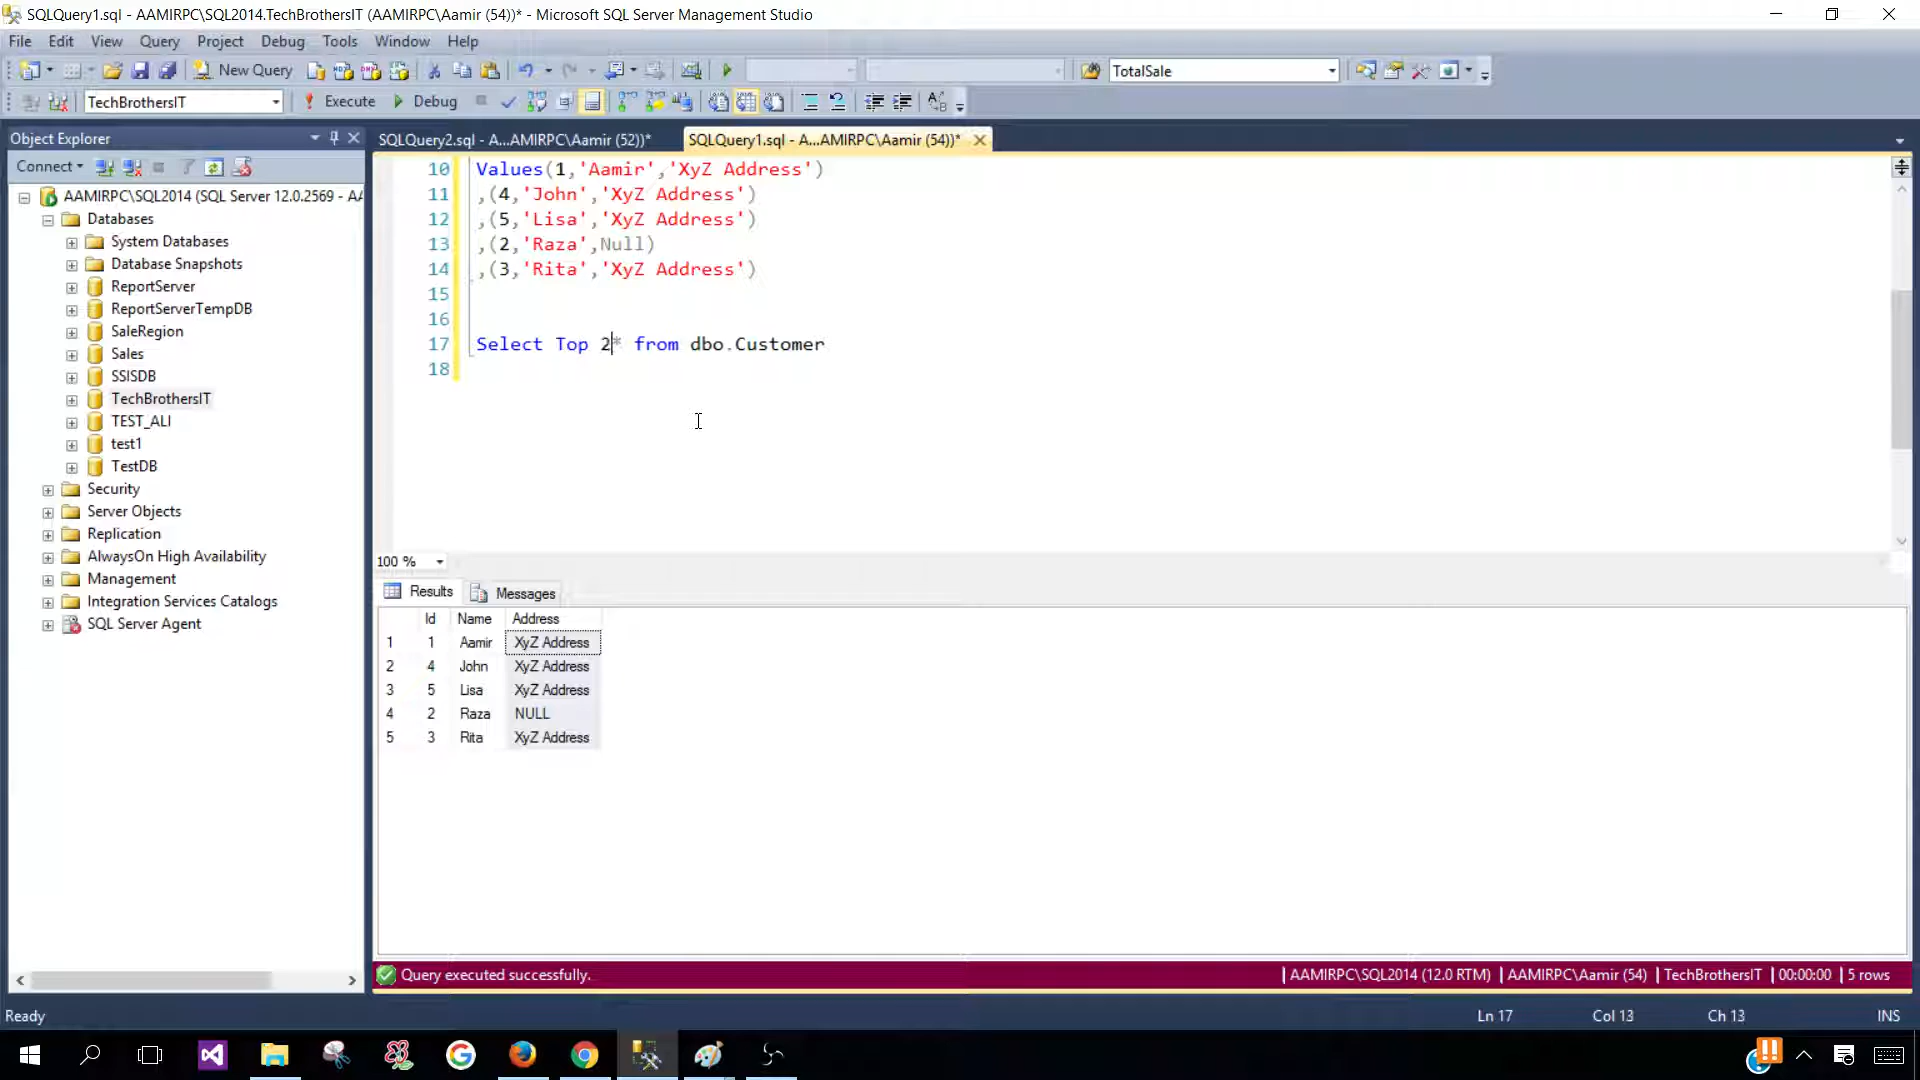 SQLQuery1.sql - AAMIRPC\SQL2014.TechBrothersIT (AAMIRPC\Aamir (54))* - Microsoft SQL Server Management Studio
File Edit View Query Project Debug Tools Window Help
New Query TotalSale
TechBrothersIT Execute Debug
Object Explorer
SQLQuery2.sql - A...AMIRPC\Aamir (52))* SQLQuery1.sql - A...AMIRPC\Aamir (54))*
Connect
AAMIRPC\SQL2014 (SQL Server 12.0.2569 - AA
Databases
System Databases
Database Snapshots
ReportServer
ReportServerTempDB
SaleRegion
Sales
SSISDB
TechBrothersIT
TEST_ALI
test1
TestDB
Security
Server Objects
Replication
AlwaysOn High Availability
Management
Integration Services Catalogs
SQL Server Agent
10 Values(1,'Aamir','XyZ Address')
11 ,(4,'John','XyZ Address')
12 ,(5,'Lisa','XyZ Address')
13 ,(2,'Raza',Null)
14 ,(3,'Rita','XyZ Address')
15
16
17 Select Top 2* from dbo.Customer
18
100 %
Results Messages
Id Name Address
1 1 Aamir XyZ Address
2 4 John XyZ Address
3 5 Lisa XyZ Address
4 2 Raza NULL
5 3 Rita XyZ Address
Query executed successfully. AAMIRPC\SQL2014 (12.0 RTM) AAMIRPC\Aamir (54) TechBrothersIT 00:00:00 5 rows
Ready Ln 17 Col 13 Ch 13 INS